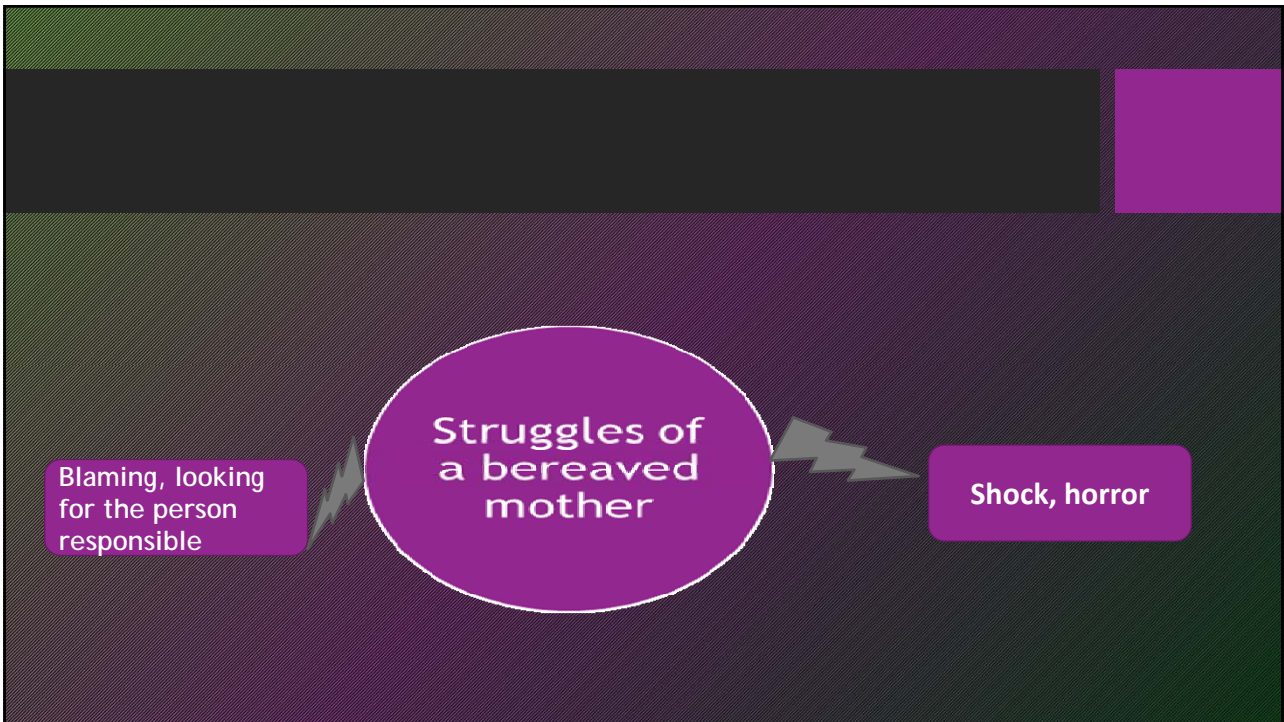 Struggles of
a bereaved
mother
Blaming, looking
for the person
responsible
Shock, horror